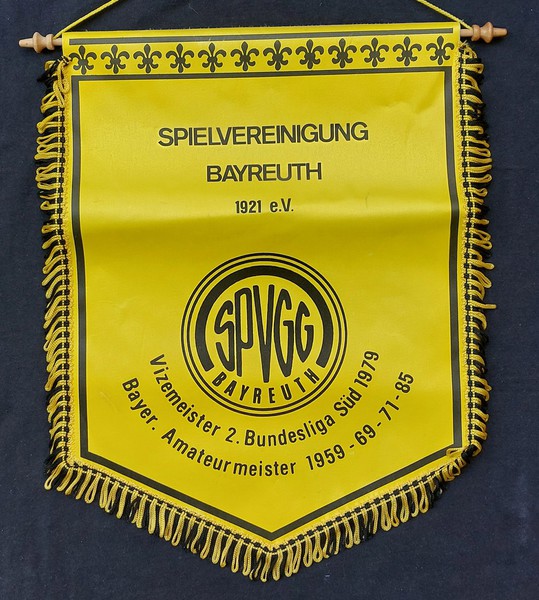 SPIELVEREINIGUNG
BAYREUTH
1921 e.V.
SPVGG
BAYREUTH
Vizemeister 2. Bundesliga Süd 1979
Bayer. Amateurmeister 1959-69-71-85